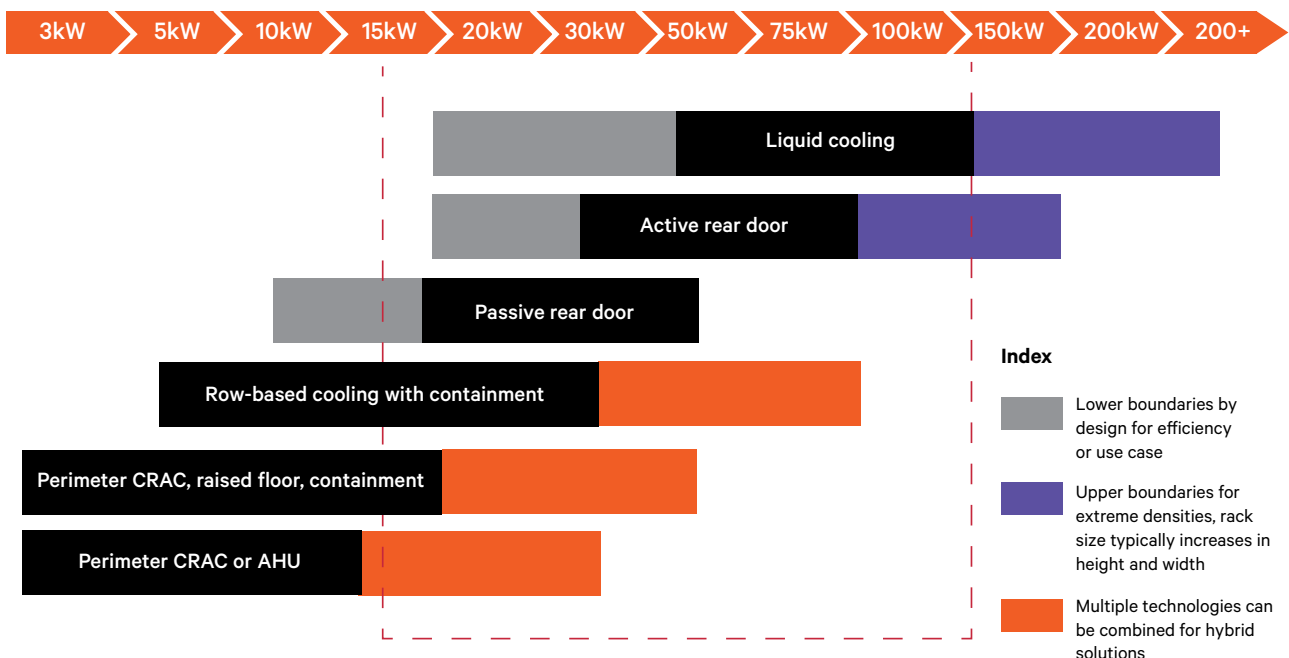 3kW 5kW 10kW 15kW 20kW 30kW 50kW 75kW 100kW 150kW 200kW 200+
Liquid cooling
Active rear door
Passive rear door
Row-based cooling with containment
Perimeter CRAC, raised floor, containment
Perimeter CRAC or AHU
Index
Lower boundaries by
design for efficiency
or use case
Upper boundaries for
extreme densities, rack
size typically increases in
height and width
Multiple technologies can
be combined for hybrid
solutions